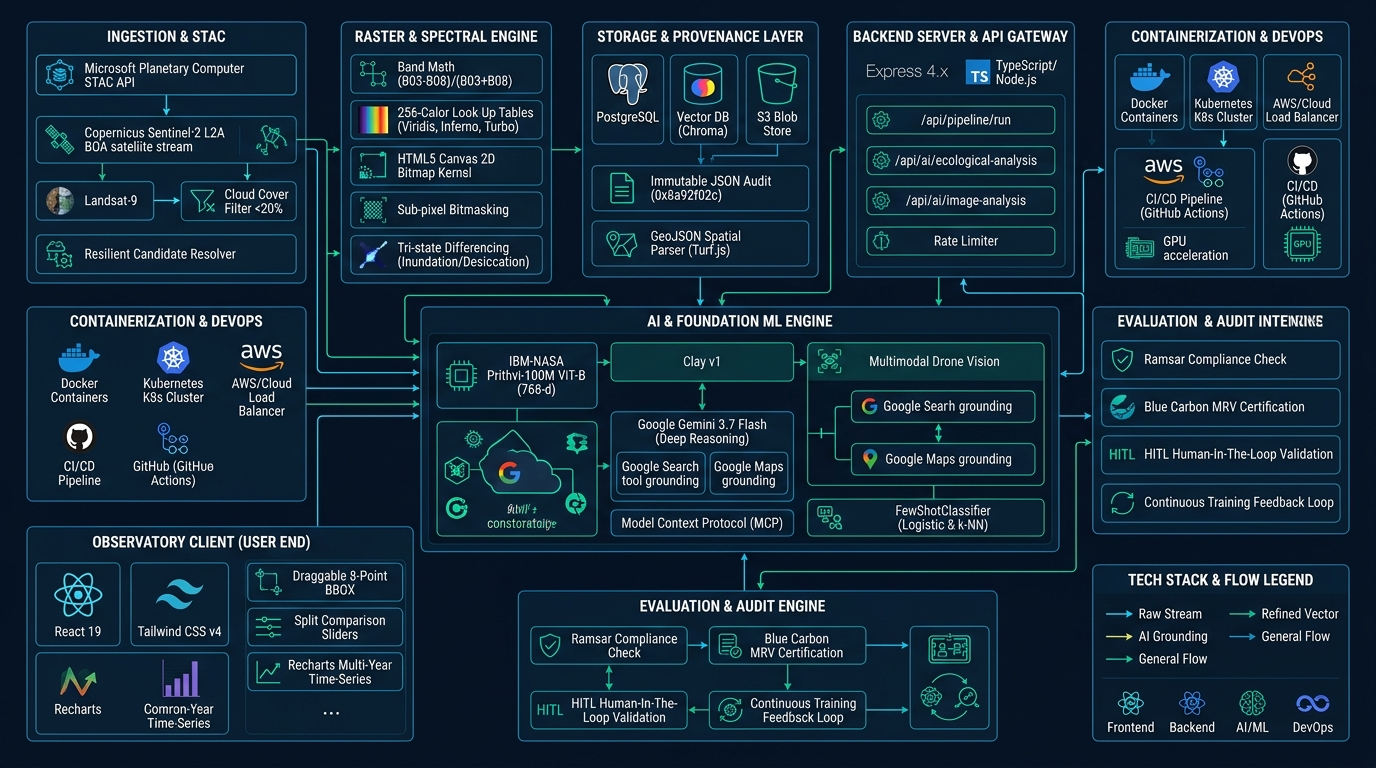 INGESTION & STAC
Microsoft Planetary Computer
STAC API
Copernicus Sentinel-2 L2A
BOA satellite stream
Landsat-9
Cloud Cover
Filter <20%
Resilient Candidate Resolver
RASTER & SPECTRAL ENGINE
Band Math
(B03-B08)/(B03+B08)
256-Calor Look Up Tables
(Viridis, Inferno, Turbo)
HTML5 Canvas 2D
Bitmap Kernel
Sub-pixel Bitmasking
Tri-state Differencing
(Inundation/Desiccation)
STORAGE & PROVENANCE LAYER
PostgreSQL
Vector DB
(Chroma)
S3 Blob
Store
Immutable JSON Audit
(0x8a92f02c)
GeoJSON Spatial
Parser (Turf.js)
BACKEND SERVER & API GATEWAY
Express 4.x
TS
TypeScript/
Node.js
/api/pipeline/run
/api/ai/ecological-analysis
/api/ai/image-analysis
Rate Limiter
CONTAINERIZATION & DEVOPS
Docker
Containers
Kubernetes
K8s Cluster
AWS/Cloud
Load Balancer
aws
CI/CD Pipeline
(GitHub Actions)
GPU
acceleration
CI/CD
(GItHub
Actions)
GPU
CONTAINERIZATION & DEVOPS
Docker
Containers
Kubernetes
K8s Cluster
aws
AWS/Cloud
Load
Balancer
CI/CD
Pipeline
GitHub (GitHue
Actions)
AI & FOUNDATION ML ENGINE
IBM-NASA
Prithvi-100M VIT-B
(768-d)
Clay v1
Google Gemini 3.7 Flash
(Deep Reasoning)
Google Search
tool grounding
Google Maps
grounding
Model Context Protocol (MCP)
Multimodal Drone Vision
Google Searh grounding
Google Maps grounding
FewShotClassifier
(Logistic & k-NN)
EVALUATION & AUDIT
Ramsar Compliance Check
Blue Carbon MRV Certification
HITL
HITL Human-In-The-Loop Validation
Continuous Training Feedback Loop
OBSERVATORY CLIENT (USER END)
React 19
Tailwind CSS v4
Recharts
Comron-Year
Time-Series
Draggable 8-Point
BBOX
Split Comparison
Sliders
Recharts Multi-Year
Time-Series
...
EVALUATION & AUDIT ENGINE
Ramsar Compliance
Check
Blue Carbon
MRV Certification
HITL
HITL Human-In-The-
Loop Validation
Continuous Training
Feedbsck Loop
TECH STACK & FLOW LEGEND
Raw Stream
Refined Vector
AI Grounding
General Flow
General Flow
Frontend
Backend
AI/ML
DevOps